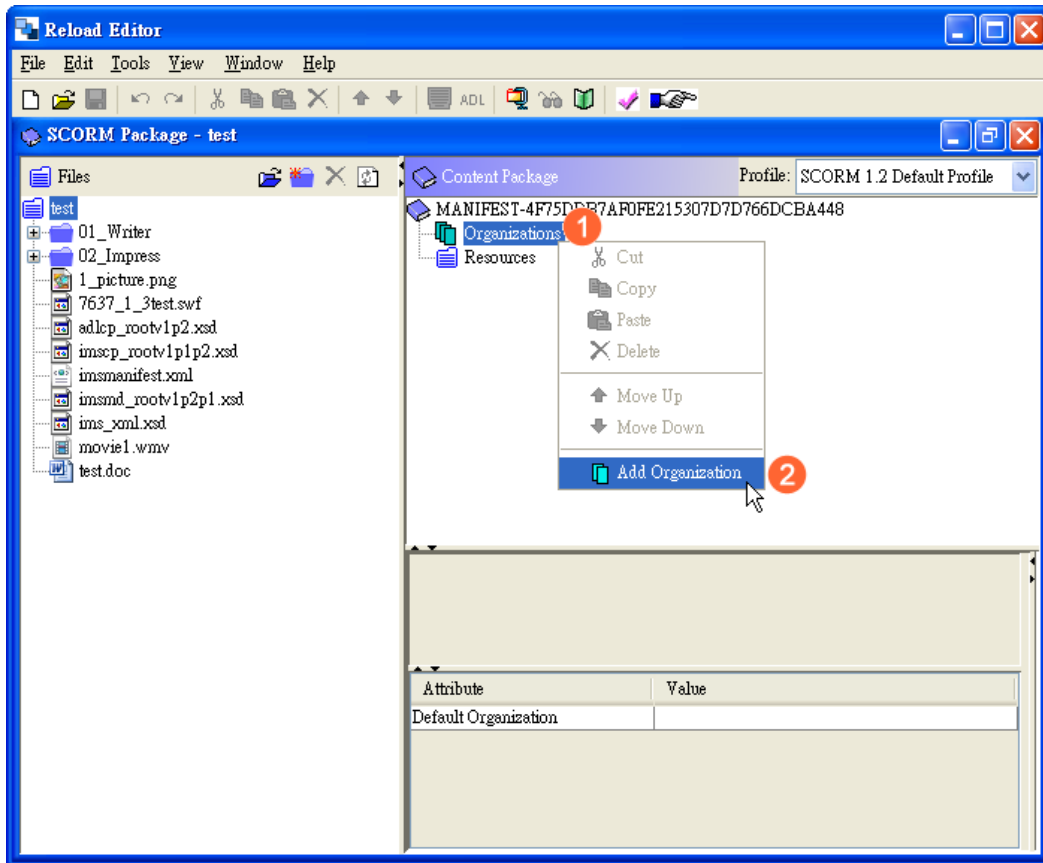 Reload Editor
File Edit Tools View Window Help
ADL
SCORM Package - test
Files
Content Package Profile: SCORM 1.2 Default Profile
test
01_Writer
02_Impress
1_picture.png
7637_1_3test.swf
adlcp_rootv1p2.xsd
imscp_rootv1p1p2.xsd
imsmanifest.xml
imsmd_rootv1p2p1.xsd
ims_xml.xsd
movie1.wmv
test.doc
MANIFEST-4F75DDB7AF0FE215307D7D766DCBA448
Organizations 1
Resources
Cut
Copy
Paste
Delete
Move Up
Move Down
Add Organization 2
Attribute Value
Default Organization